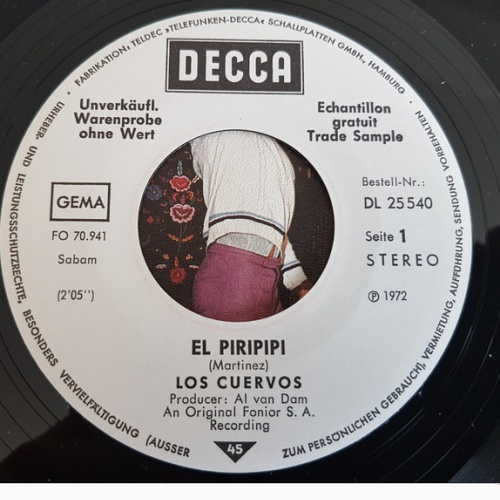 · FABRIKATION: TELDEC »TELEFUNKEN-DECCA« SCHALLPLATTEN GMBH., HAMBURG ·
DECCA
Unverkäufl.
Warenprobe
ohne Wert
Echantillon
gratuit
Trade Sample
GEMA
FO 70.941
Sabam
(2'05'')
Bestell-Nr.:
DL 25 540
Seite 1
STEREO
℗ 1972
EL PIRIPIPI
(Martinez)
LOS CUERVOS
Producer: Al van Dam
An Original Fonior S. A.
Recording
45
URHEBER- UND LEISTUNGSSCHUTZRECHTE, BESONDERS VERVIELFÄLTIGUNG (AUSSER
ZUM PERSÖNLICHEN GEBRAUCH), VERMIETUNG, AUFFÜHRUNG, SENDUNG VORBEHALTEN